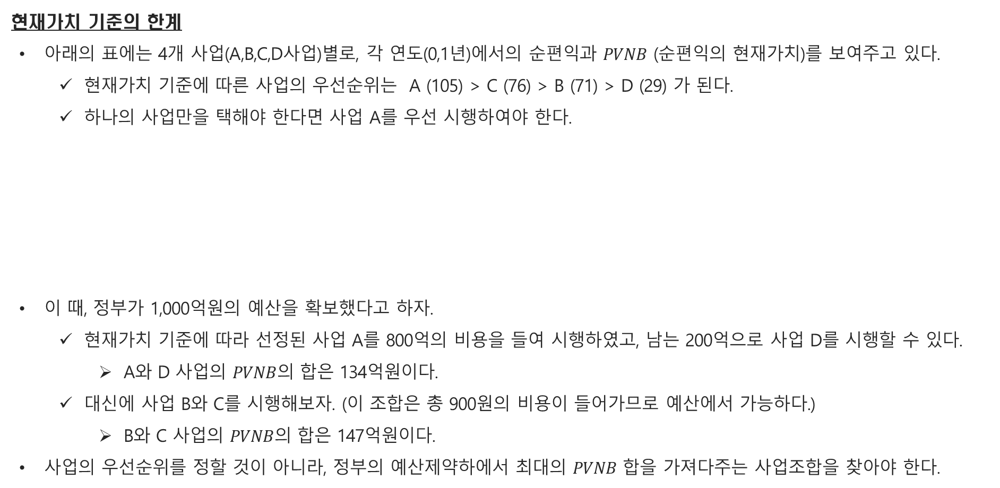 현재가치 기준의 한계
• 아래의 표에는 4개 사업(A,B,C,D사업)별로, 각 연도(0,1년)에서의 순편익과 PVNB (순편익의 현재가치)를 보여주고 있다.
✓ 현재가치 기준에 따른 사업의 우선순위는 A (105) > C (76) > B (71) > D (29) 가 된다.
✓ 하나의 사업만을 택해야 한다면 사업 A를 우선 시행하여야 한다.
• 이 때, 정부가 1,000억원의 예산을 확보했다고 하자.
✓ 현재가치 기준에 따라 선정된 사업 A를 800억의 비용을 들여 시행하였고, 남는 200억으로 사업 D를 시행할 수 있다.
➢ A와 D 사업의 PVNB의 합은 134억원이다.
✓ 대신에 사업 B와 C를 시행해보자. (이 조합은 총 900원의 비용이 들어가므로 예산에서 가능하다.)
➢ B와 C 사업의 PVNB의 합은 147억원이다.
• 사업의 우선순위를 정할 것이 아니라, 정부의 예산제약하에서 최대의 PVNB 합을 가져다주는 사업조합을 찾아야 한다.